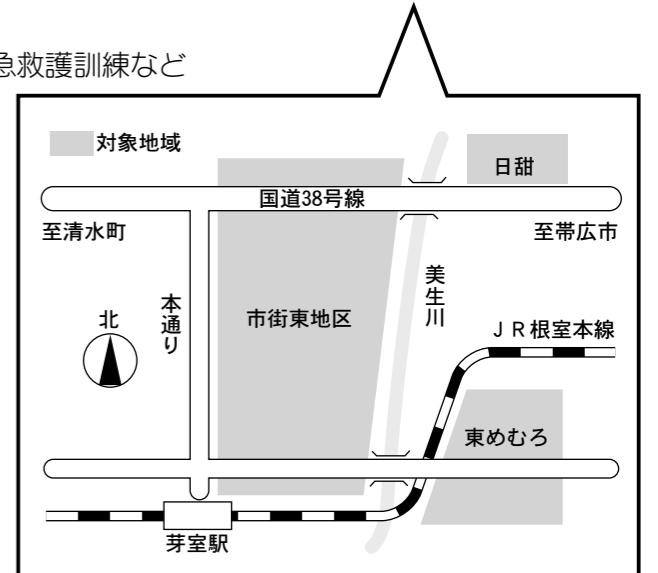 急救護訓練など
対象地域
日甜
国道38号線
至清水町
至帯広市
本通り
北
市街東地区
美生川
ＪＲ根室本線
東めむろ
芽室駅